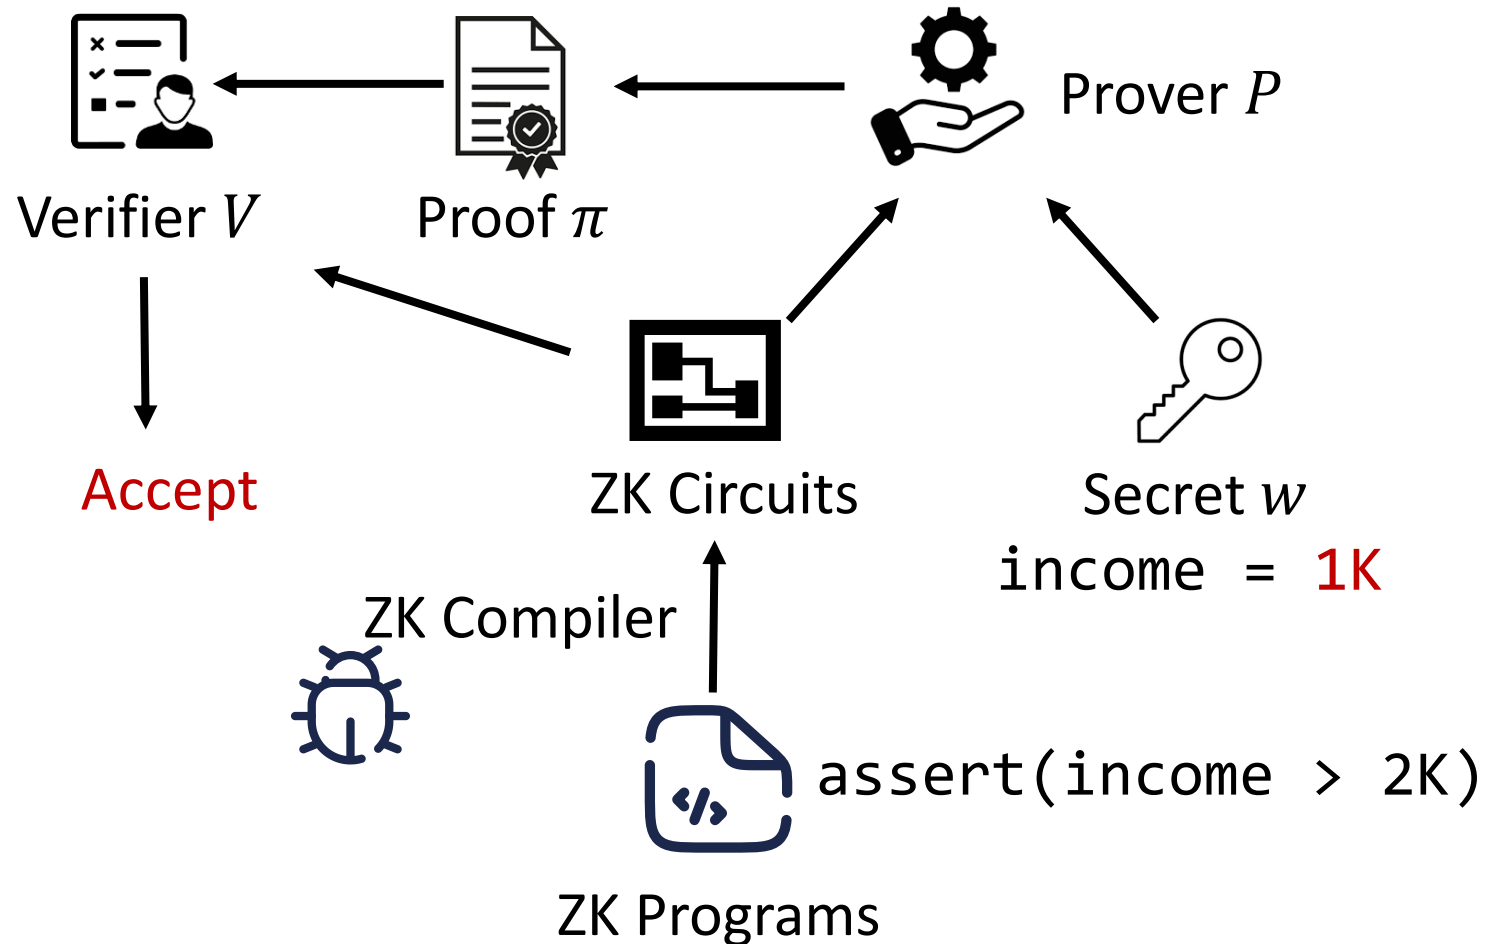 Prover P
Verifier V
Proof π
Accept
ZK Circuits
Secret w
income = 1K
ZK Compiler
</>
assert(income > 2K)
ZK Programs